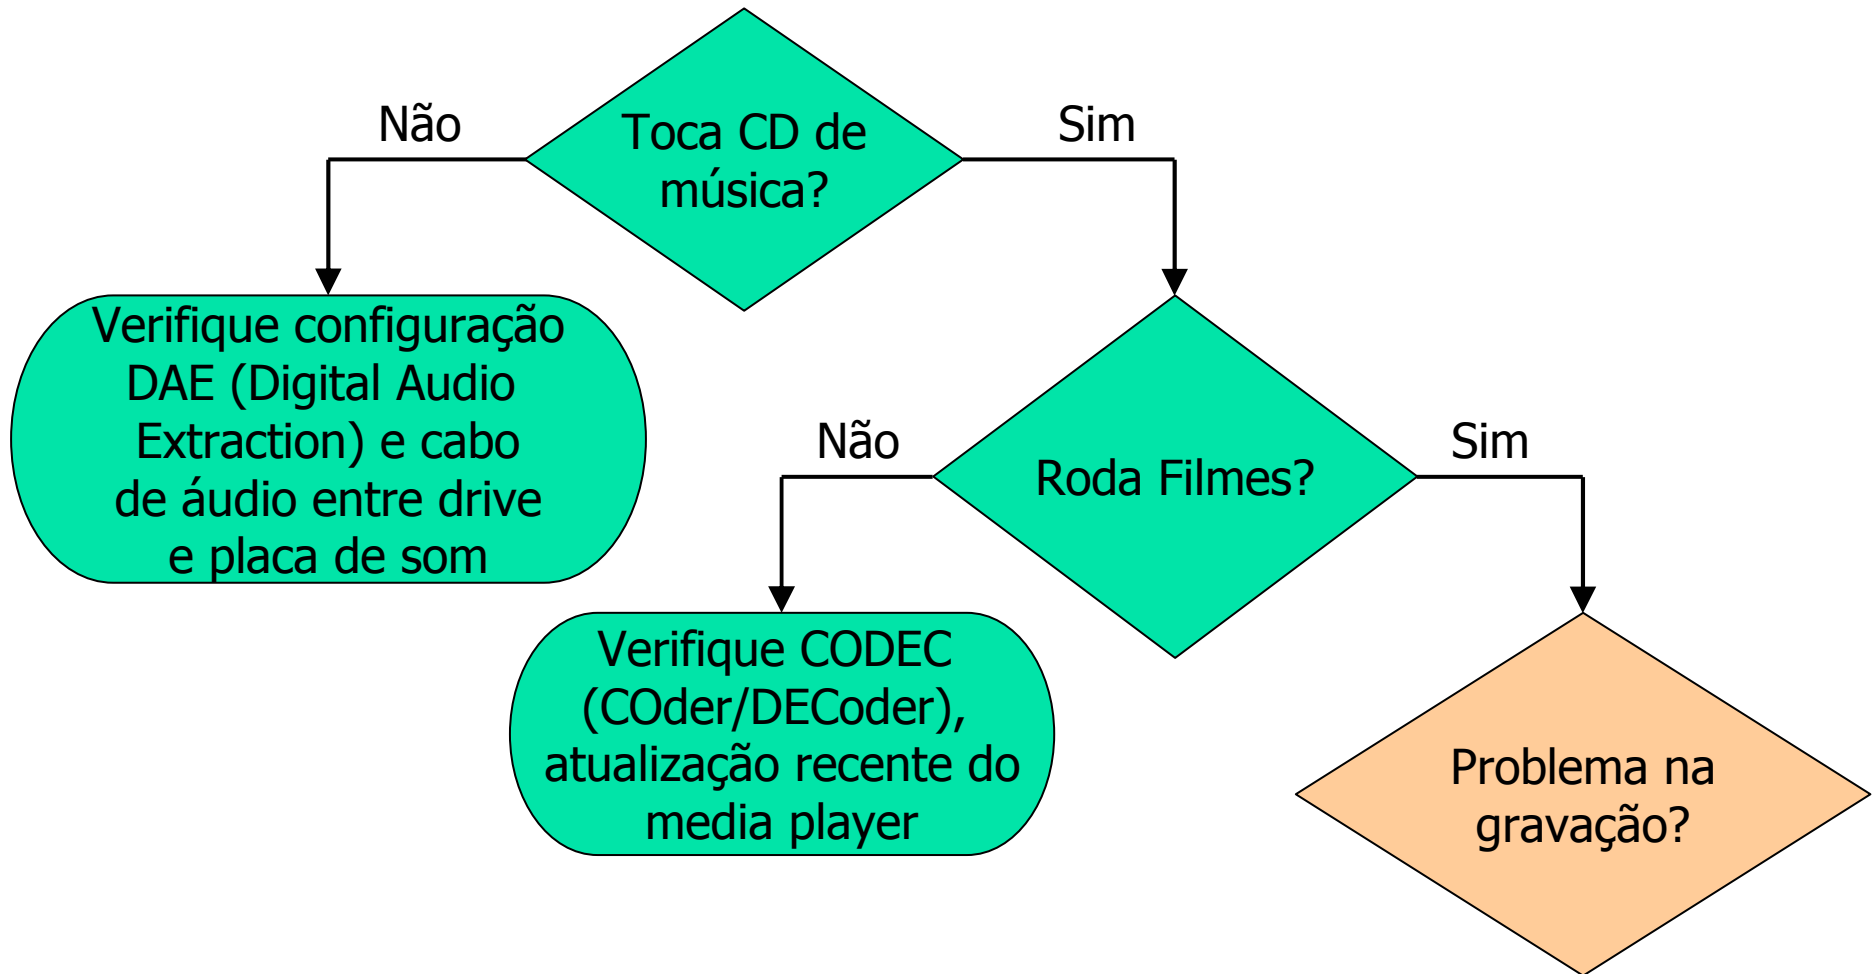 Não
Toca CD de
música?
Sim
Verifique configuração
DAE (Digital Audio
Extraction) e cabo
de áudio entre drive
e placa de som
Não
Roda Filmes?
Sim
Verifique CODEC
(COder/DECoder),
atualização recente do
media player
Problema na
gravação?